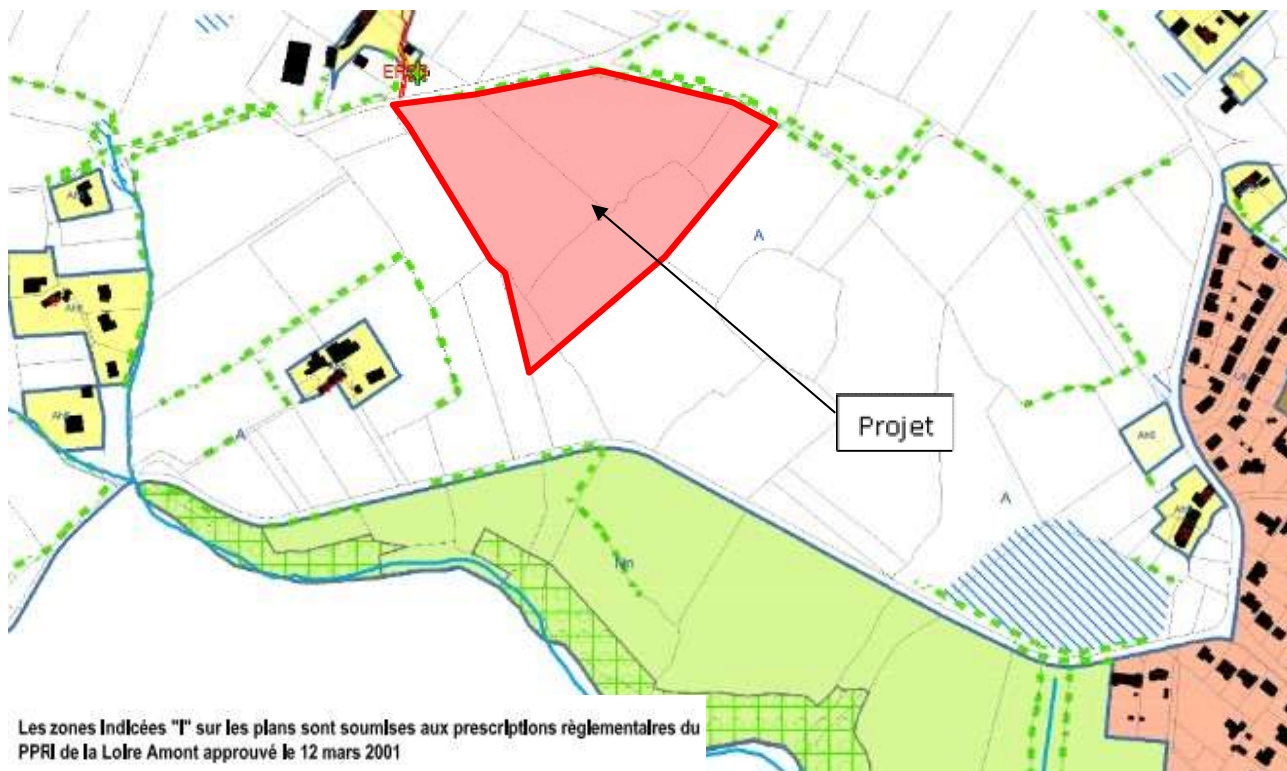 A
Projet
A
A
Nn
Les zones indicées "i" sur les plans sont soumises aux prescriptions règlementaires du
PPRI de la Loire Amont approuvé le 12 mars 2001